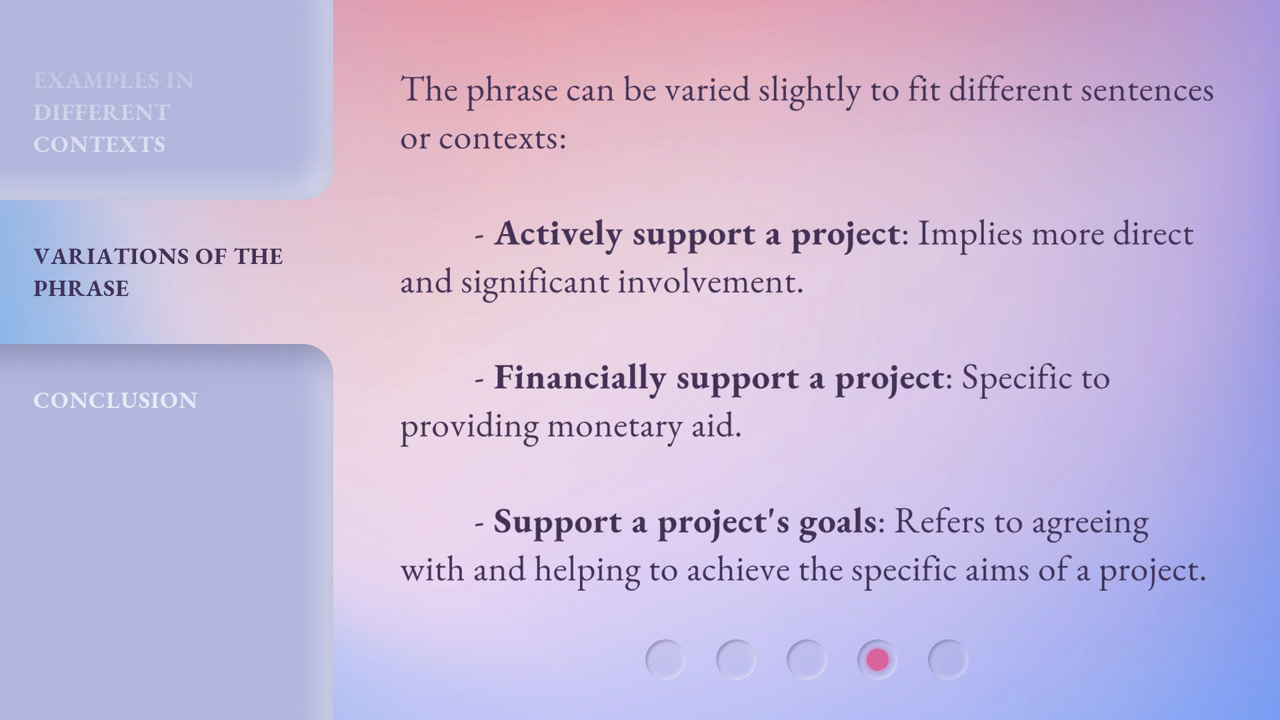 EXAMPLES IN
DIFFERENT
CONTEXTS
VARIATIONS OF THE
PHRASE
CONCLUSION
The phrase can be varied slightly to fit different sentences
or contexts:
- Actively support a project: Implies more direct
and significant involvement.
- Financially support a project: Specific to
providing monetary aid.
- Support a project's goals: Refers to agreeing
with and helping to achieve the specific aims of a project.